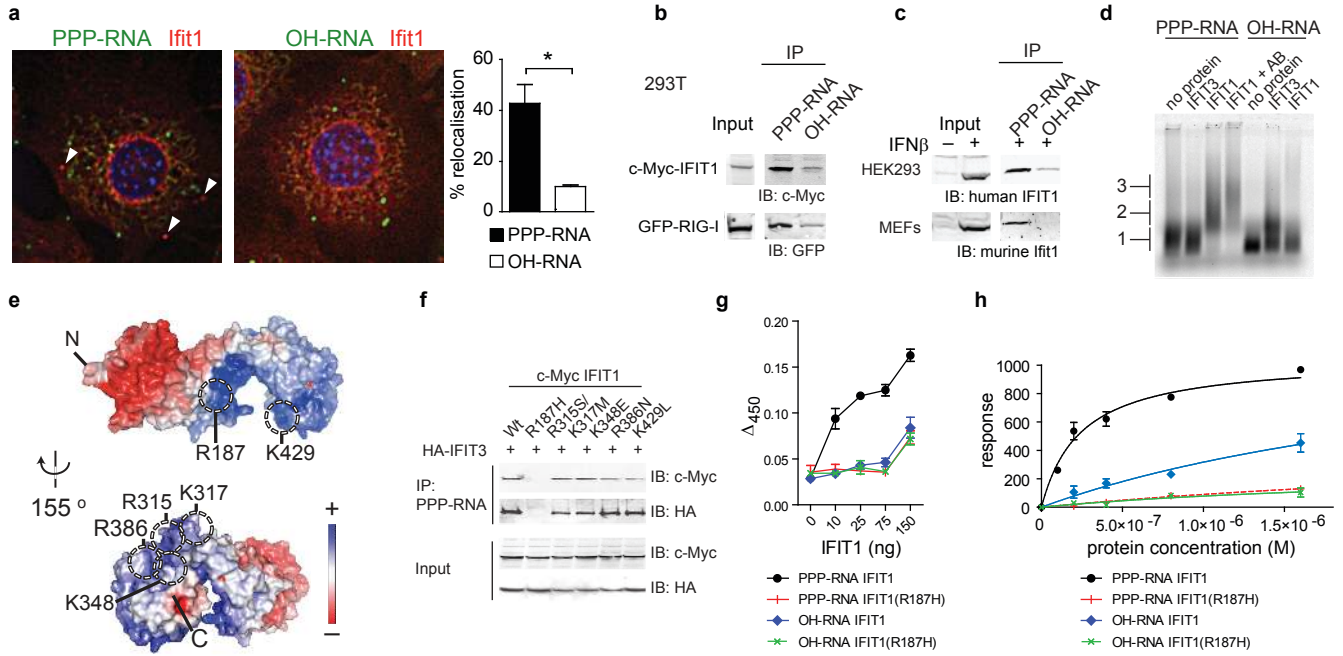 a
PPP-RNA Ifit1
OH-RNA Ifit1
% relocalisation
60
40
20
0
*
PPP-RNA
OH-RNA
b
293T
IP
Input
PPP-RNA
OH-RNA
c-Myc-IFIT1
IB: c-Myc
GFP-RIG-I
IB: GFP
c
IP
Input
PPP-RNA
OH-RNA
IFNβ – + + +
HEK293
IB: human IFIT1
MEFs
IB: murine Ifit1
d
PPP-RNA OH-RNA
no protein
IFIT3
IFIT1
IFIT1 + AB
no protein
IFIT3
IFIT1
3
2
1
e
N
R187 K429
155 º
R315 K317
R386
K348
C
+
–
f
c-Myc IFIT1
Wt
R187H
R315S/
K317M
K348E
R386N
K429L
HA-IFIT3 + + + + + +
IP:
PPP-RNA
IB: c-Myc
IB: HA
Input
IB: c-Myc
IB: HA
g
Δ450
0.20
0.15
0.10
0.05
0.00
0 10 25 75 150
IFIT1 (ng)
PPP-RNA IFIT1
PPP-RNA IFIT1(R187H)
OH-RNA IFIT1
OH-RNA IFIT1(R187H)
h
response
1000
800
600
400
200
0
0 5.0×10⁻⁷ 1.0×10⁻⁶ 1.5×10⁻⁶
protein concentration (M)
PPP-RNA IFIT1
PPP-RNA IFIT1(R187H)
OH-RNA IFIT1
OH-RNA IFIT1(R187H)